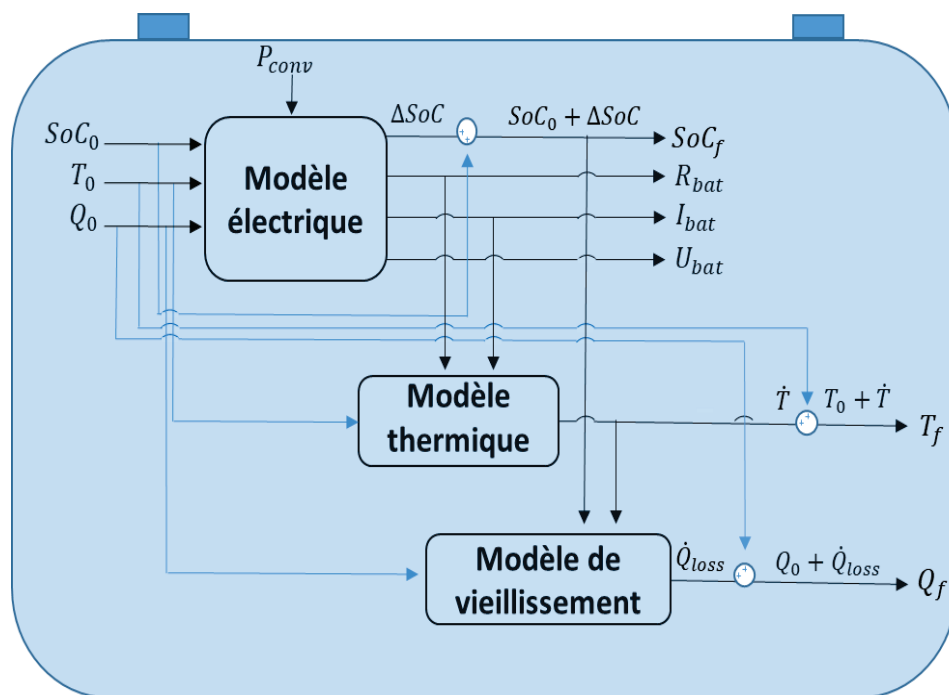 P_conv
SoC_0
ΔSoC
+
+
SoC_0 + ΔSoC
SoC_f
T_0
Modèle
électrique
R_bat
Q_0
I_bat
U_bat
Modèle
thermique
Ṫ
+
+
T_0 + Ṫ
T_f
Modèle de
vieillissement
Q̇_loss
+
+
Q_0 + Q̇_loss
Q_f